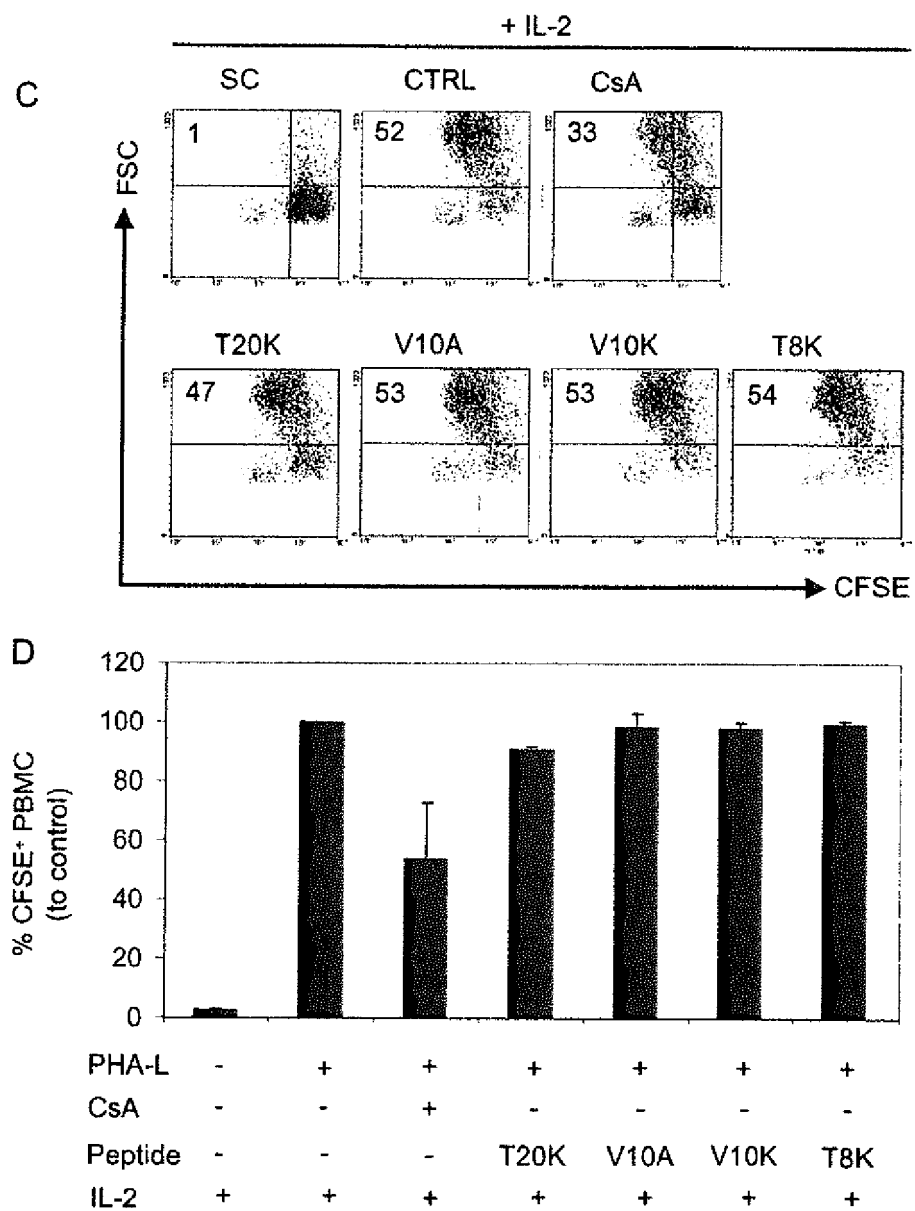 + IL-2
C
SC CTRL CsA
1 52 33
FSC
T20K V10A V10K T8K
47 53 53 54
CFSE
D
% CFSE⁺ PBMC
(to control)
120
100
80
60
40
20
0
PHA-L - + + + + + +
CsA - - + - - - -
Peptide - - - T20K V10A V10K T8K
IL-2 + + + + + + +